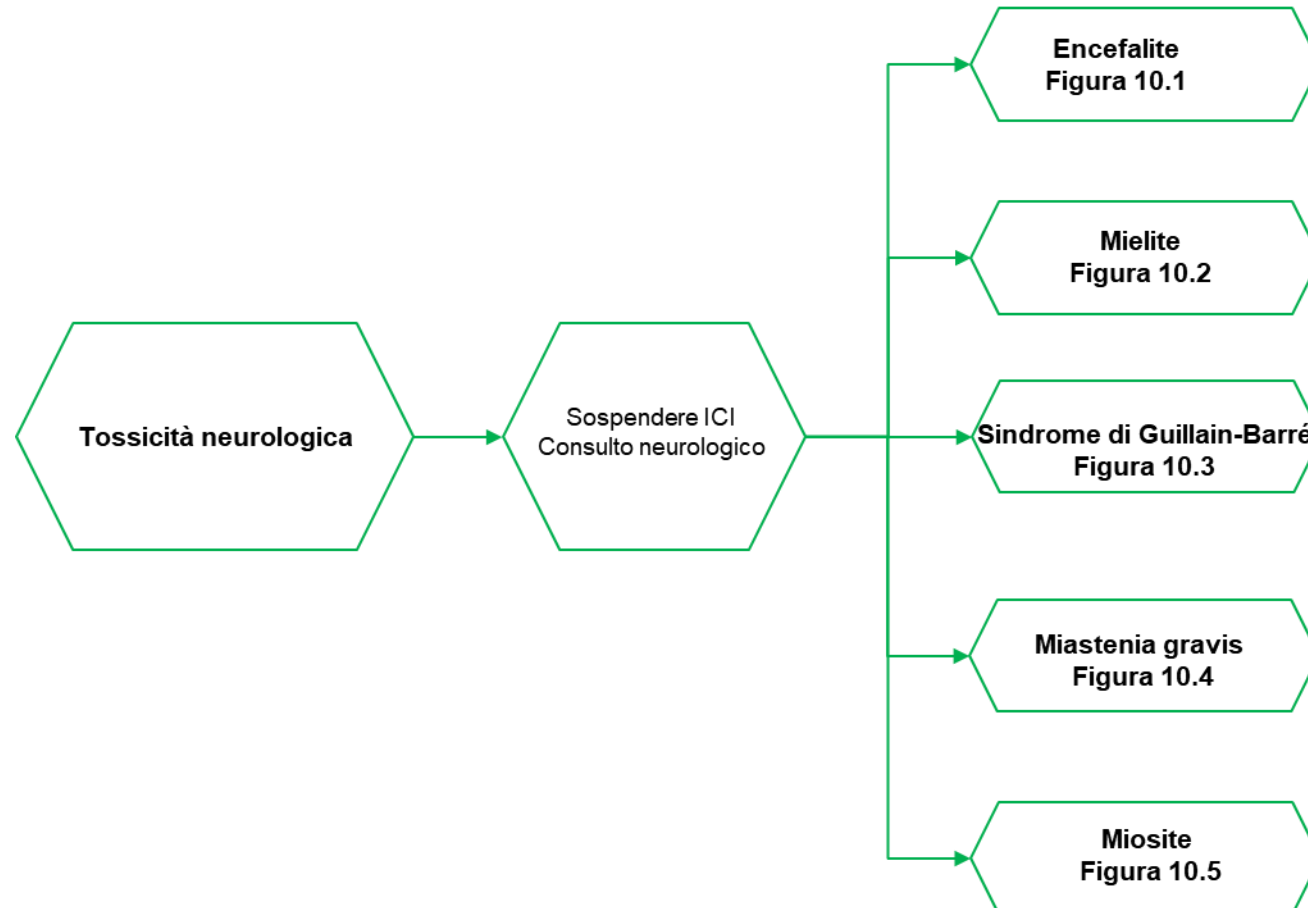 Encefalite
Figura 10.1
Mielite
Figura 10.2
Tossicità neurologica
Sospendere ICI
Consulto neurologico
Sindrome di Guillain-Barré
Figura 10.3
Miastenia gravis
Figura 10.4
Miosite
Figura 10.5